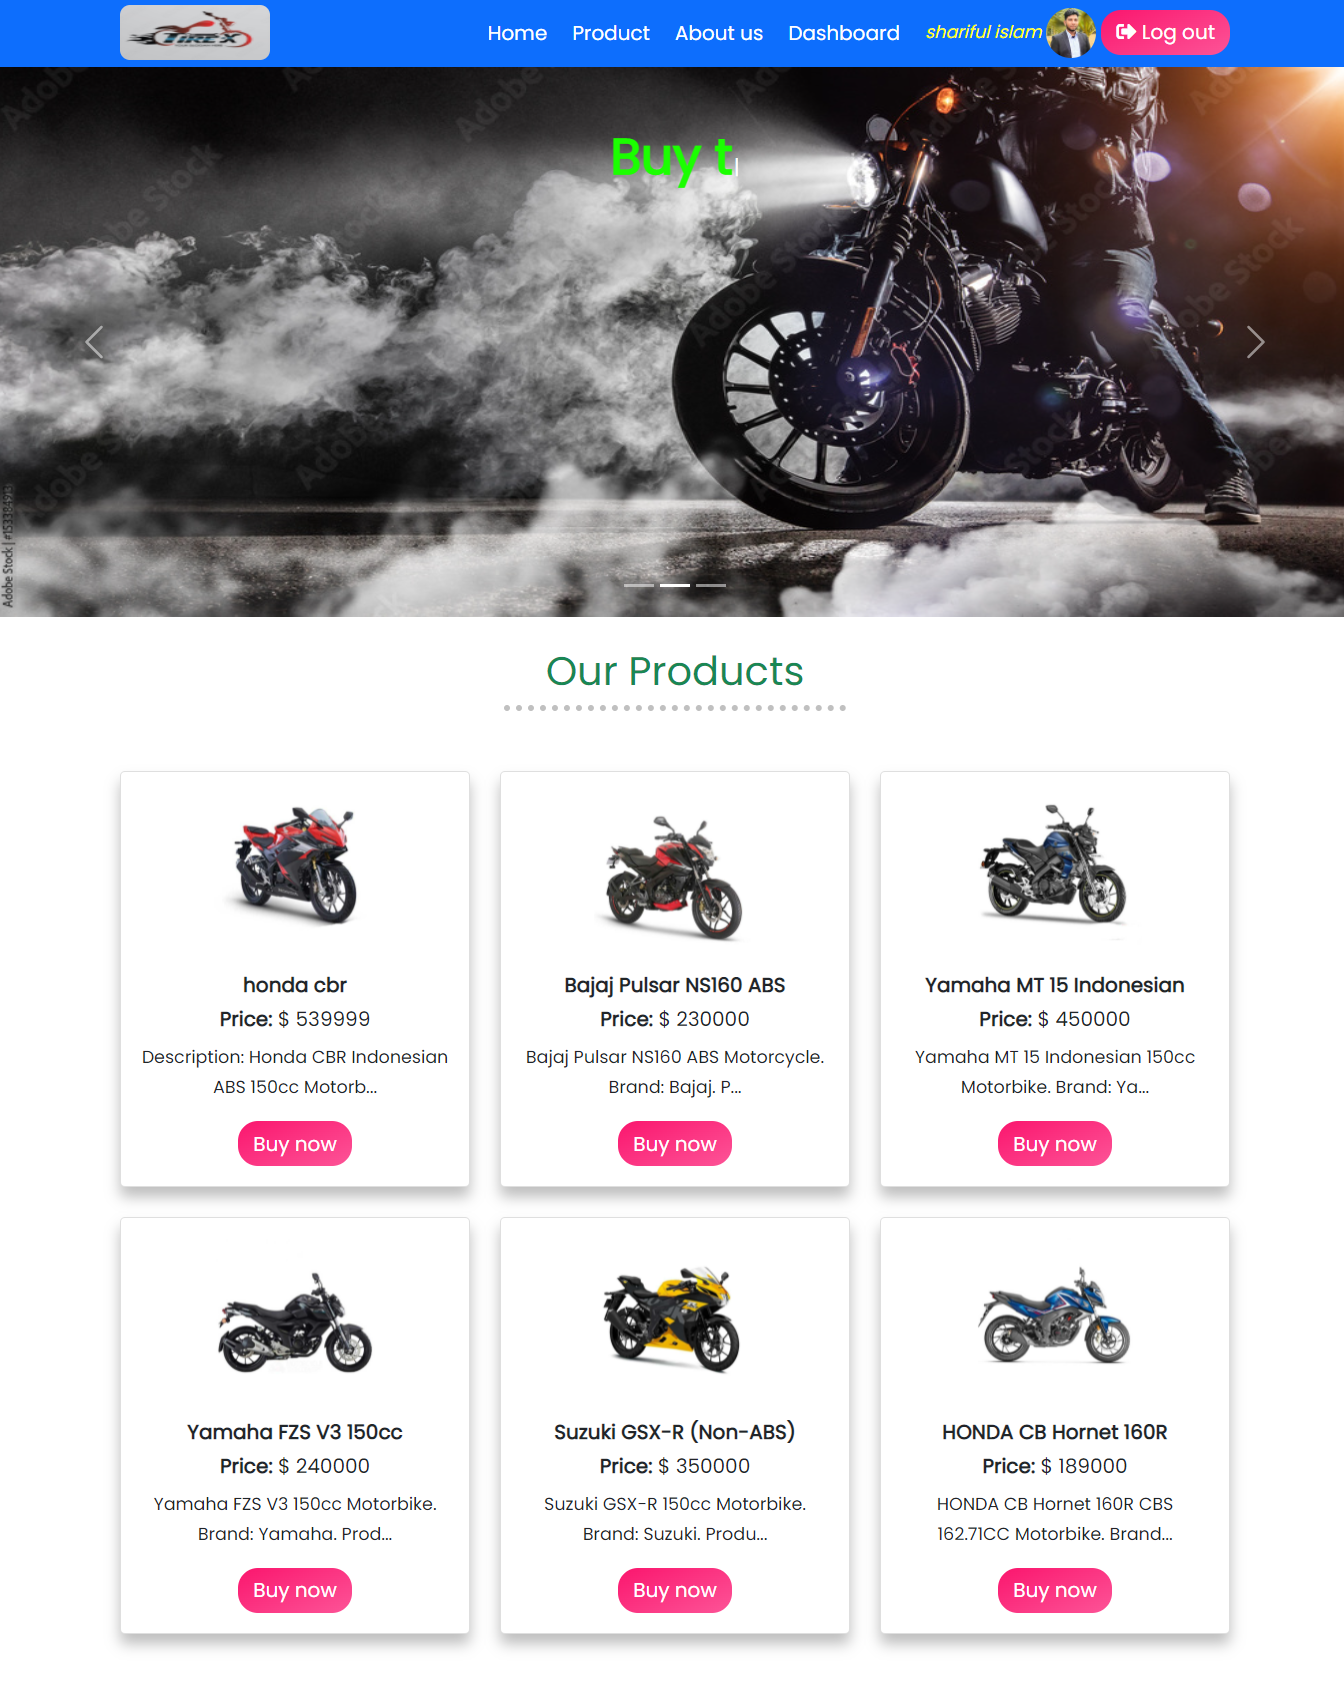 TIREX
Home Product About us Dashboard shariful islam Log out
Buy t
Adobe Stock
Our Products
honda cbr
Price: $ 539999
Description: Honda CBR Indonesian
ABS 150cc Motorb...
Buy now
Bajaj Pulsar NS160 ABS
Price: $ 230000
Bajaj Pulsar NS160 ABS Motorcycle.
Brand: Bajaj. P...
Buy now
Yamaha MT 15 Indonesian
Price: $ 450000
Yamaha MT 15 Indonesian 150cc
Motorbike. Brand: Ya...
Buy now
Yamaha FZS V3 150cc
Price: $ 240000
Yamaha FZS V3 150cc Motorbike.
Brand: Yamaha. Prod...
Buy now
Suzuki GSX-R (Non-ABS)
Price: $ 350000
Suzuki GSX-R 150cc Motorbike.
Brand: Suzuki. Produ...
Buy now
HONDA CB Hornet 160R
Price: $ 189000
HONDA CB Hornet 160R CBS
162.71CC Motorbike. Brand...
Buy now